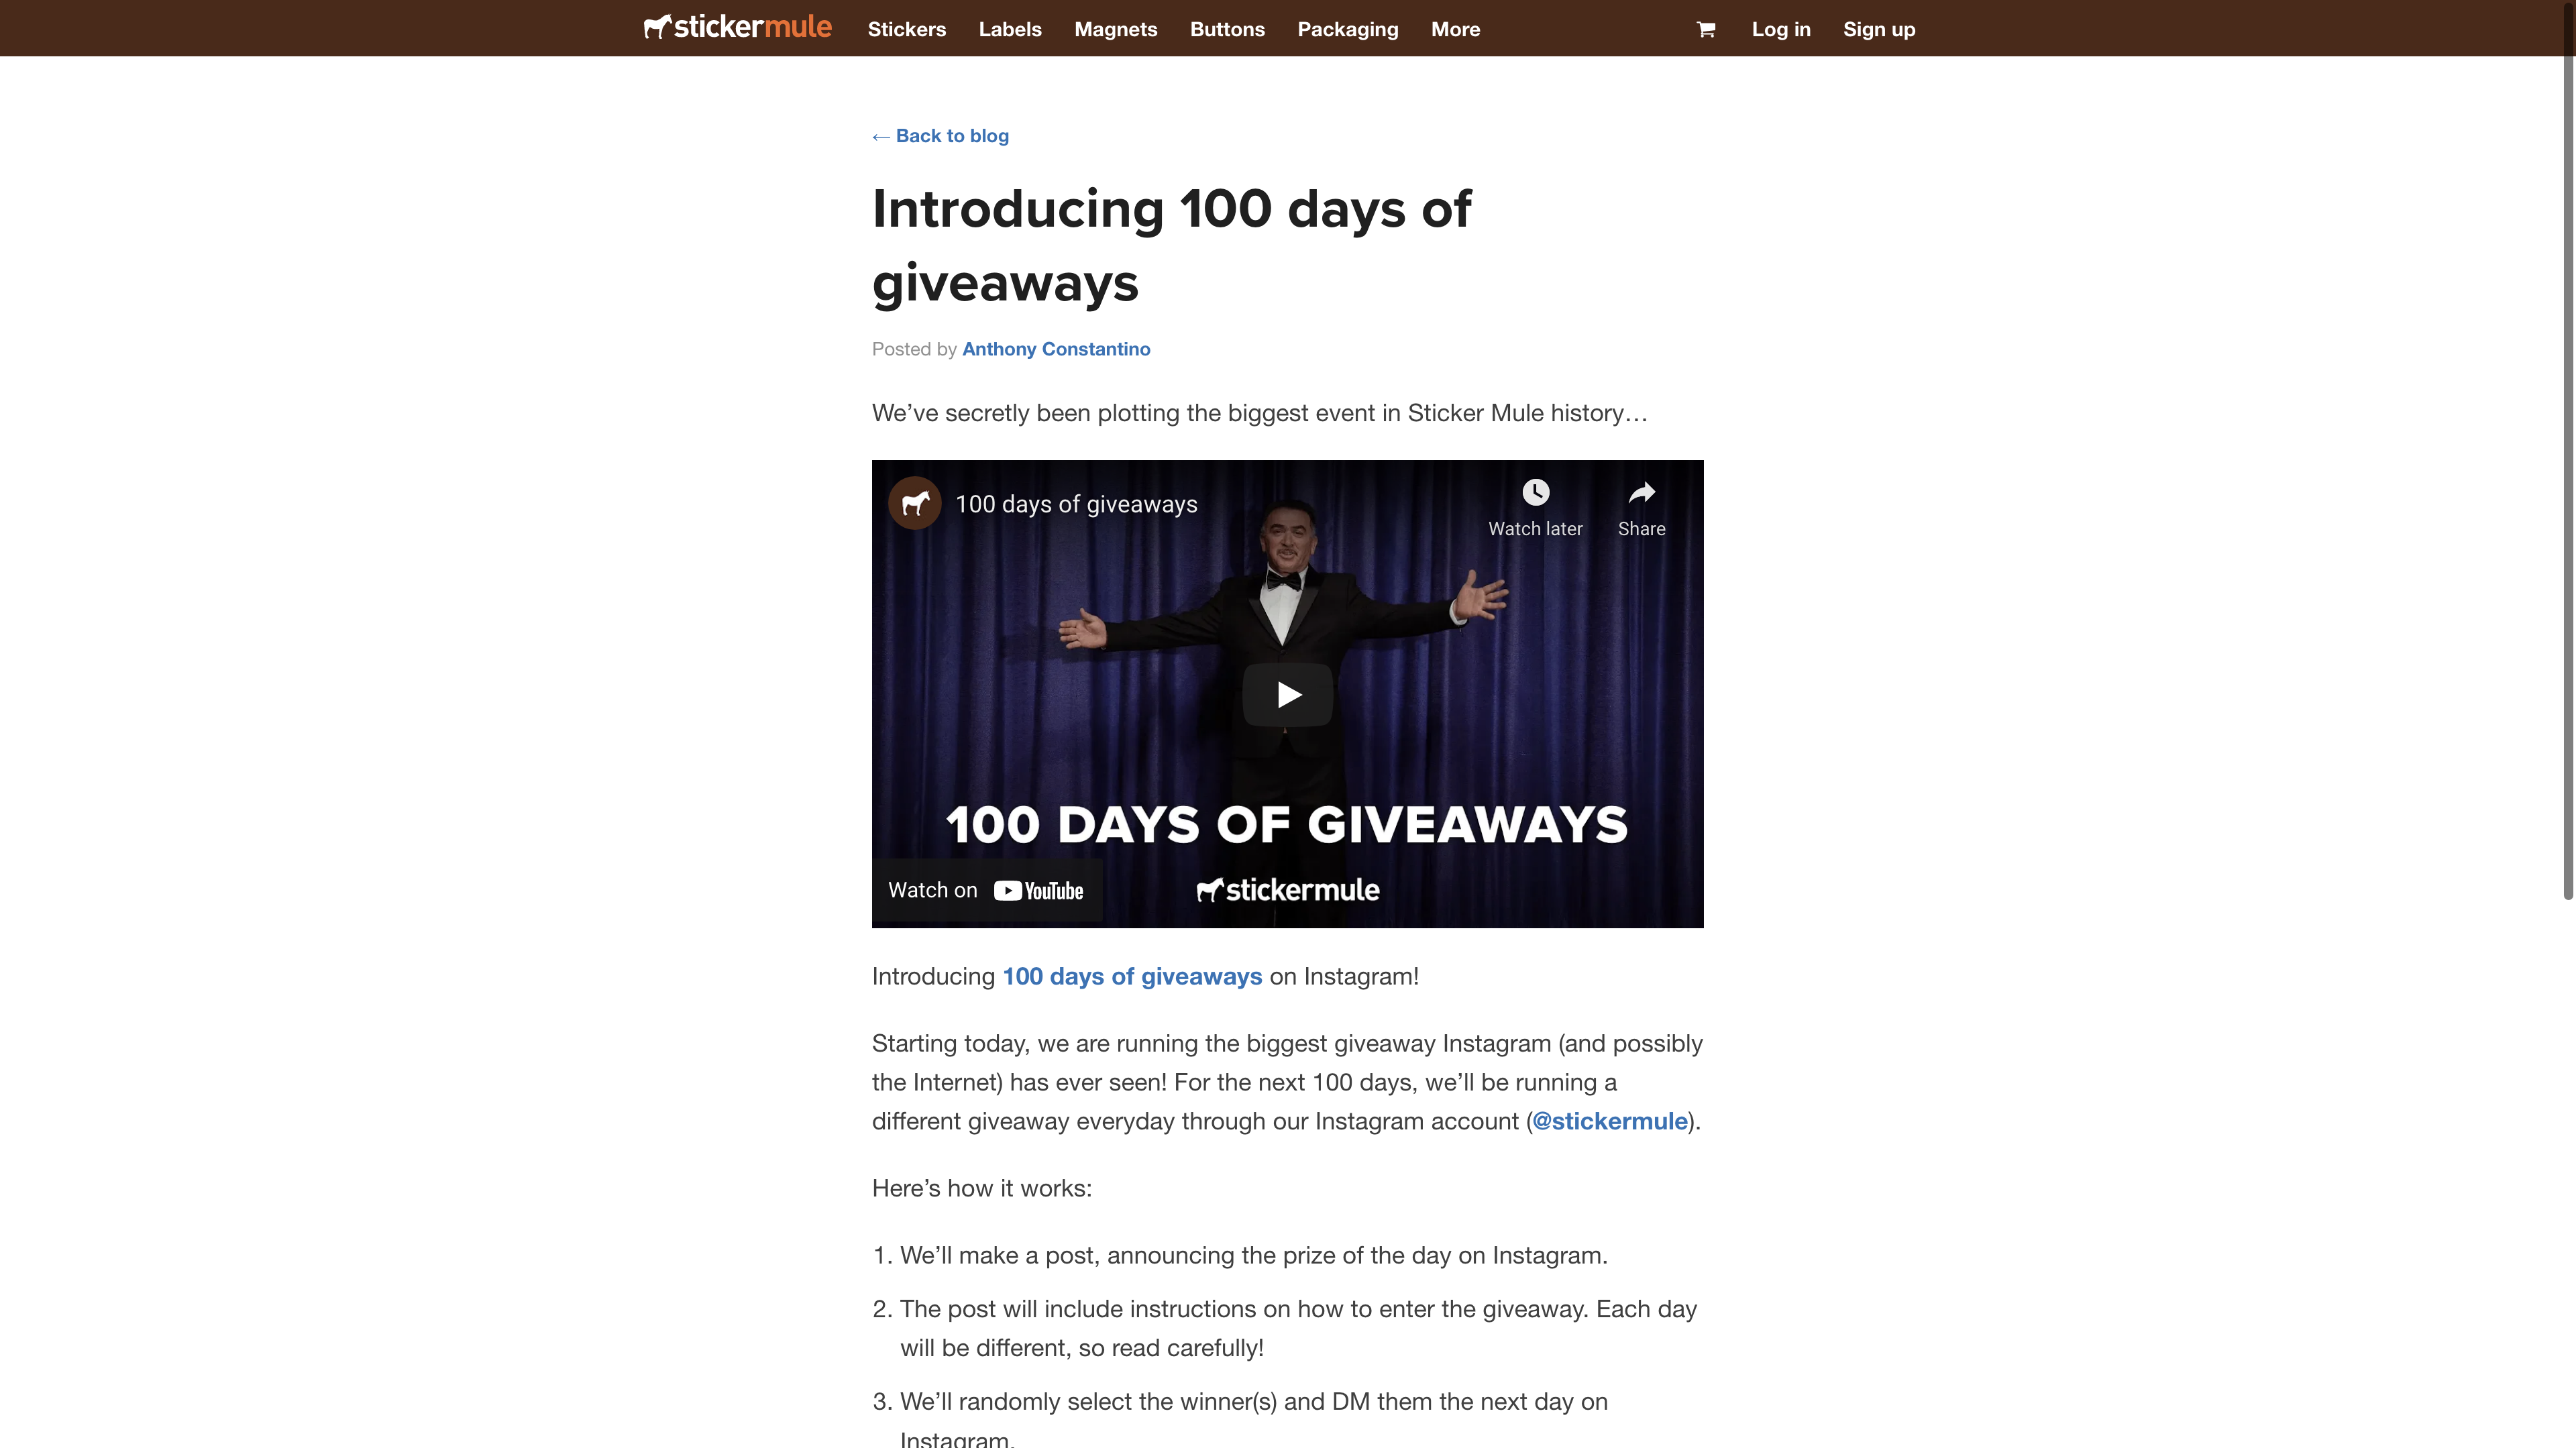 stickermule Stickers Labels Magnets Buttons Packaging More Log in Sign up
← Back to blog
Introducing 100 days of
giveaways
Posted by Anthony Constantino
We’ve secretly been plotting the biggest event in Sticker Mule history…
100 days of giveaways
Watch later Share
100 DAYS OF GIVEAWAYS
Watch on YouTube stickermule
Introducing 100 days of giveaways on Instagram!
Starting today, we are running the biggest giveaway Instagram (and possibly
the Internet) has ever seen! For the next 100 days, we’ll be running a
different giveaway everyday through our Instagram account (@stickermule).
Here’s how it works:
1. We’ll make a post, announcing the prize of the day on Instagram.
2. The post will include instructions on how to enter the giveaway. Each day
will be different, so read carefully!
3. We’ll randomly select the winner(s) and DM them the next day on
Instagram.